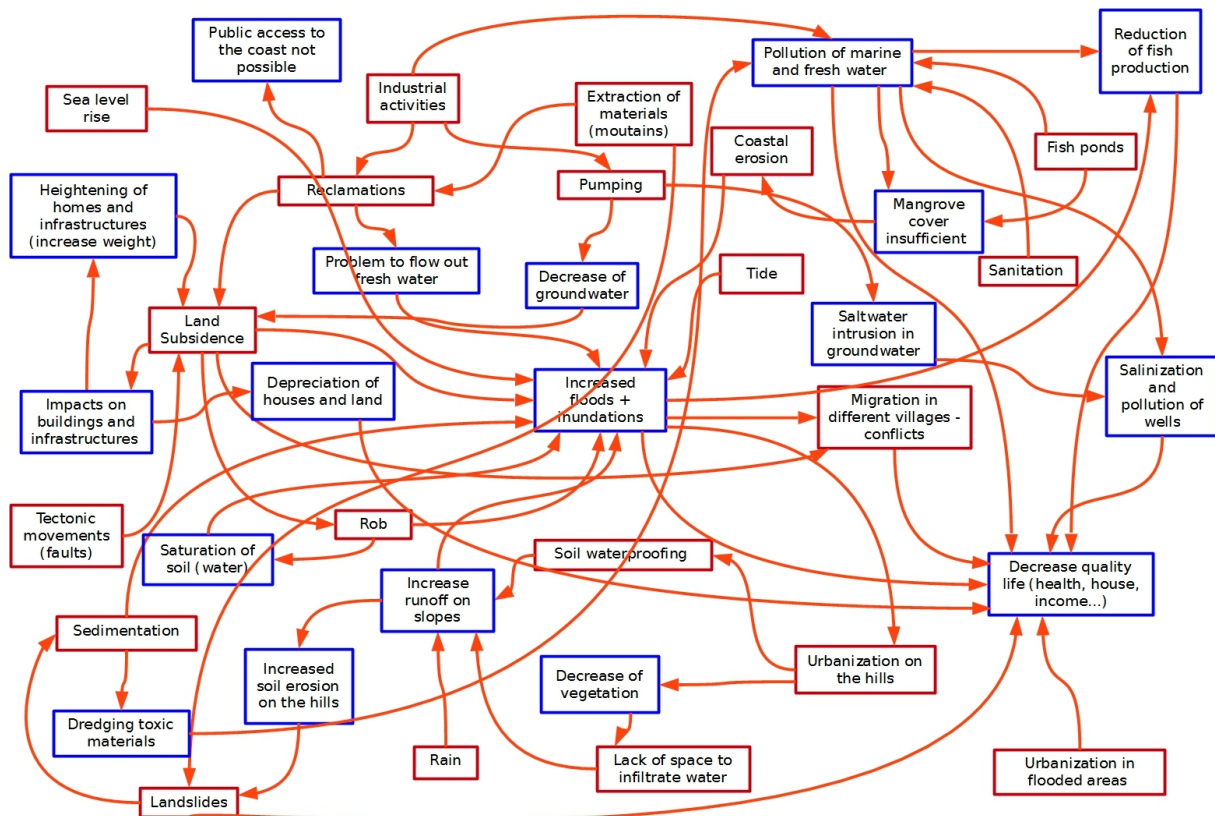 Public access to
the coast not
possible
Pollution of marine
and fresh water
Reduction
of fish
production
Sea level
rise
Industrial
activities
Extraction of
materials
(moutains)
Coastal
erosion
Fish ponds
Heightening of
homes and
infrastructures
(increase weight)
Reclamations
Pumping
Mangrove
cover
insufficient
Problem to flow out
fresh water
Decrease of
groundwater
Tide
Sanitation
Land
Subsidence
Saltwater
intrusion in
groundwater
Impacts on
buildings and
infrastructures
Depreciation of
houses and land
Increased
floods +
inundations
Migration in
different villages -
conflicts
Salinization and
pollution of
wells
Tectonic
movements
(faults)
Saturation of
soil (water)
Rob
Soil waterproofing
Decrease quality
life (health, house,
income...)
Increase
runoff on
slopes
Sedimentation
Increased
soil erosion
on the hills
Decrease of
vegetation
Urbanization on
the hills
Dredging toxic
materials
Rain
Lack of space to
infiltrate water
Urbanization in
flooded areas
Landslides